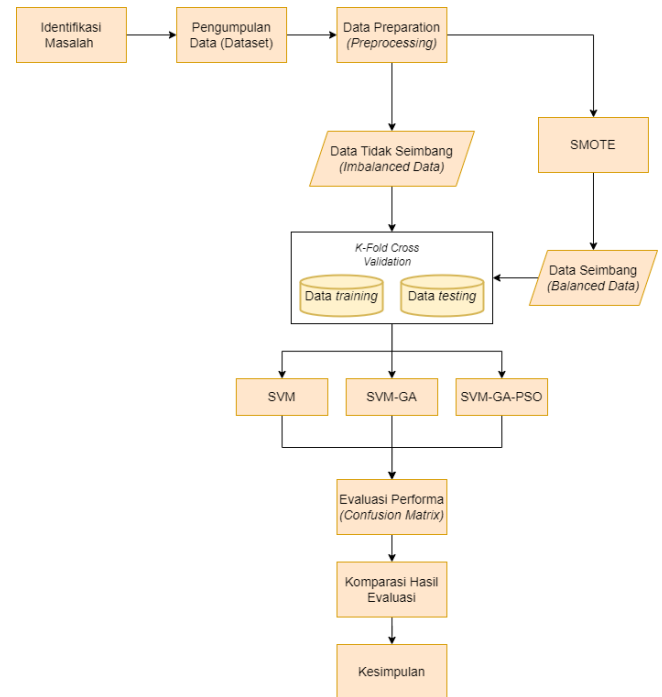 Identifikasi
Masalah
Pengumpulan
Data (Dataset)
Data Preparation
(Preprocessing)
Data Tidak Seimbang
(Imbalanced Data)
SMOTE
K-Fold Cross
Validation
Data training
Data testing
Data Seimbang
(Balanced Data)
SVM
SVM-GA
SVM-GA-PSO
Evaluasi Performa
(Confusion Matrix)
Komparasi Hasil
Evaluasi
Kesimpulan